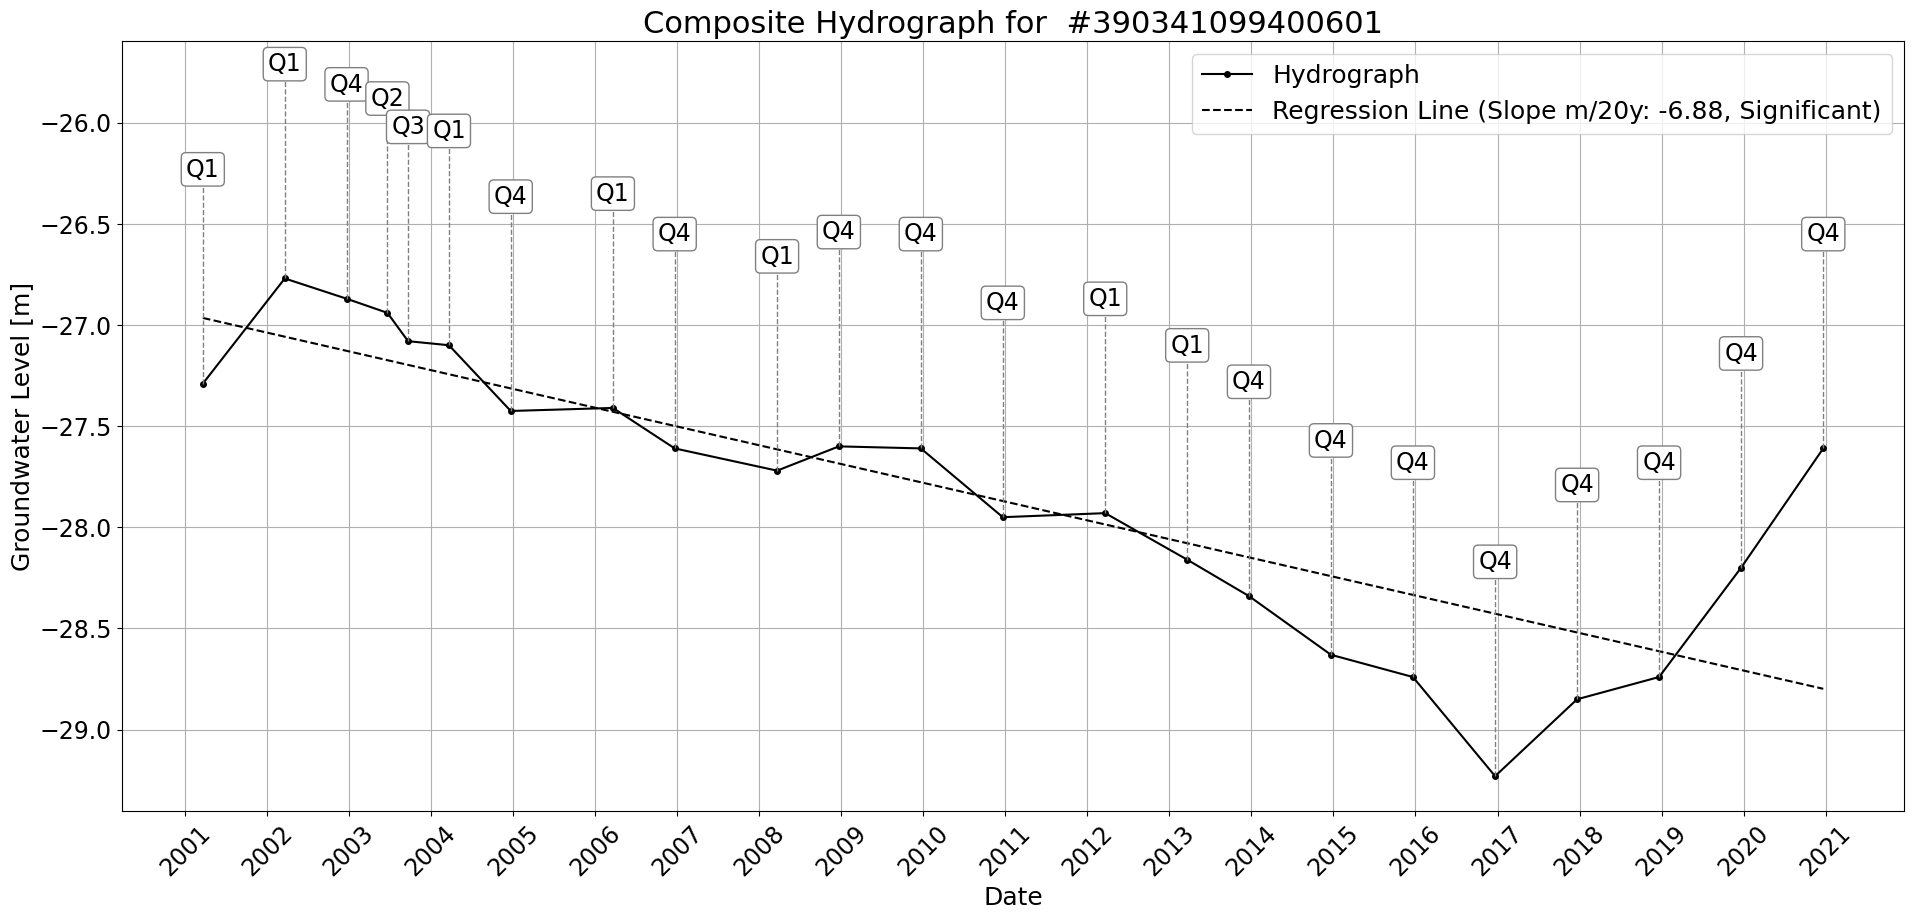 Composite Hydrograph for  #390341099400601
Hydrograph
Regression Line (Slope m/20y: -6.88, Significant)
Groundwater Level [m]
−26.0
−26.5
−27.0
−27.5
−28.0
−28.5
−29.0
Q1
Q1
Q4
Q2
Q3
Q1
Q4
Q1
Q4
Q1
Q4
Q4
Q4
Q1
Q1
Q4
Q4
Q4
Q4
Q4
Q4
Q4
Q4
2001
2002
2003
2004
2005
2006
2007
2008
2009
2010
2011
2012
2013
2014
2015
2016
2017
2018
2019
2020
2021
Date